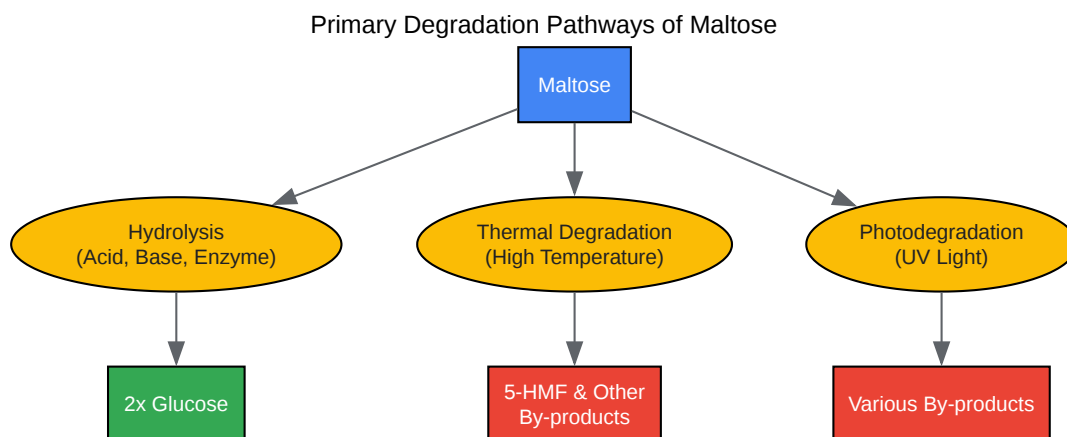 Primary Degradation Pathways of Maltose
Maltose
Hydrolysis
(Acid, Base, Enzyme)
Thermal Degradation
(High Temperature)
Photodegradation
(UV Light)
2x Glucose
5-HMF & Other
By-products
Various By-products